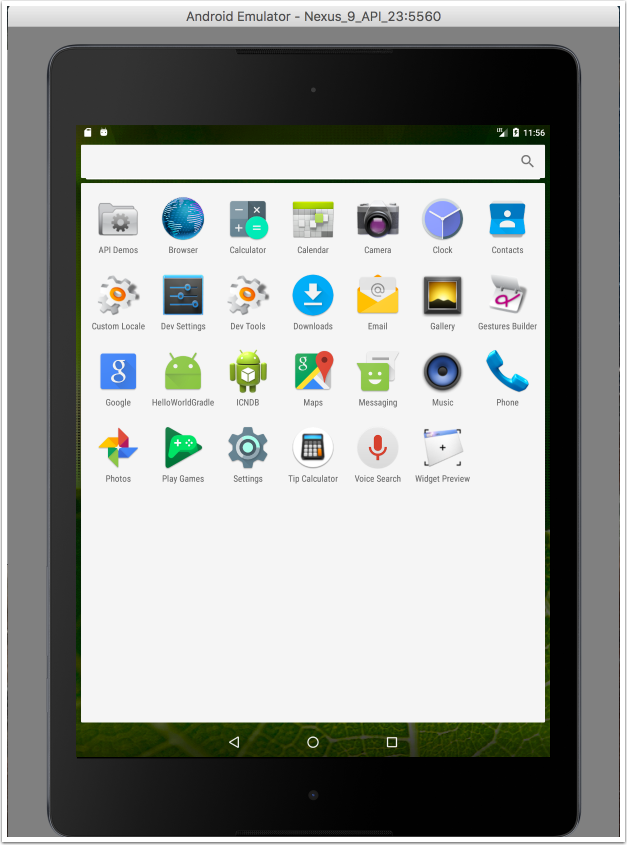 Android Emulator - Nexus_9_API_23:5560
LTE 11:56
API Demos Browser Calculator Calendar Camera Clock Contacts
Custom Locale Dev Settings Dev Tools Downloads Email Gallery Gestures Builder
Google HelloWorldGradle ICNDB Maps Messaging Music Phone
Photos Play Games Settings Tip Calculator Voice Search Widget Preview